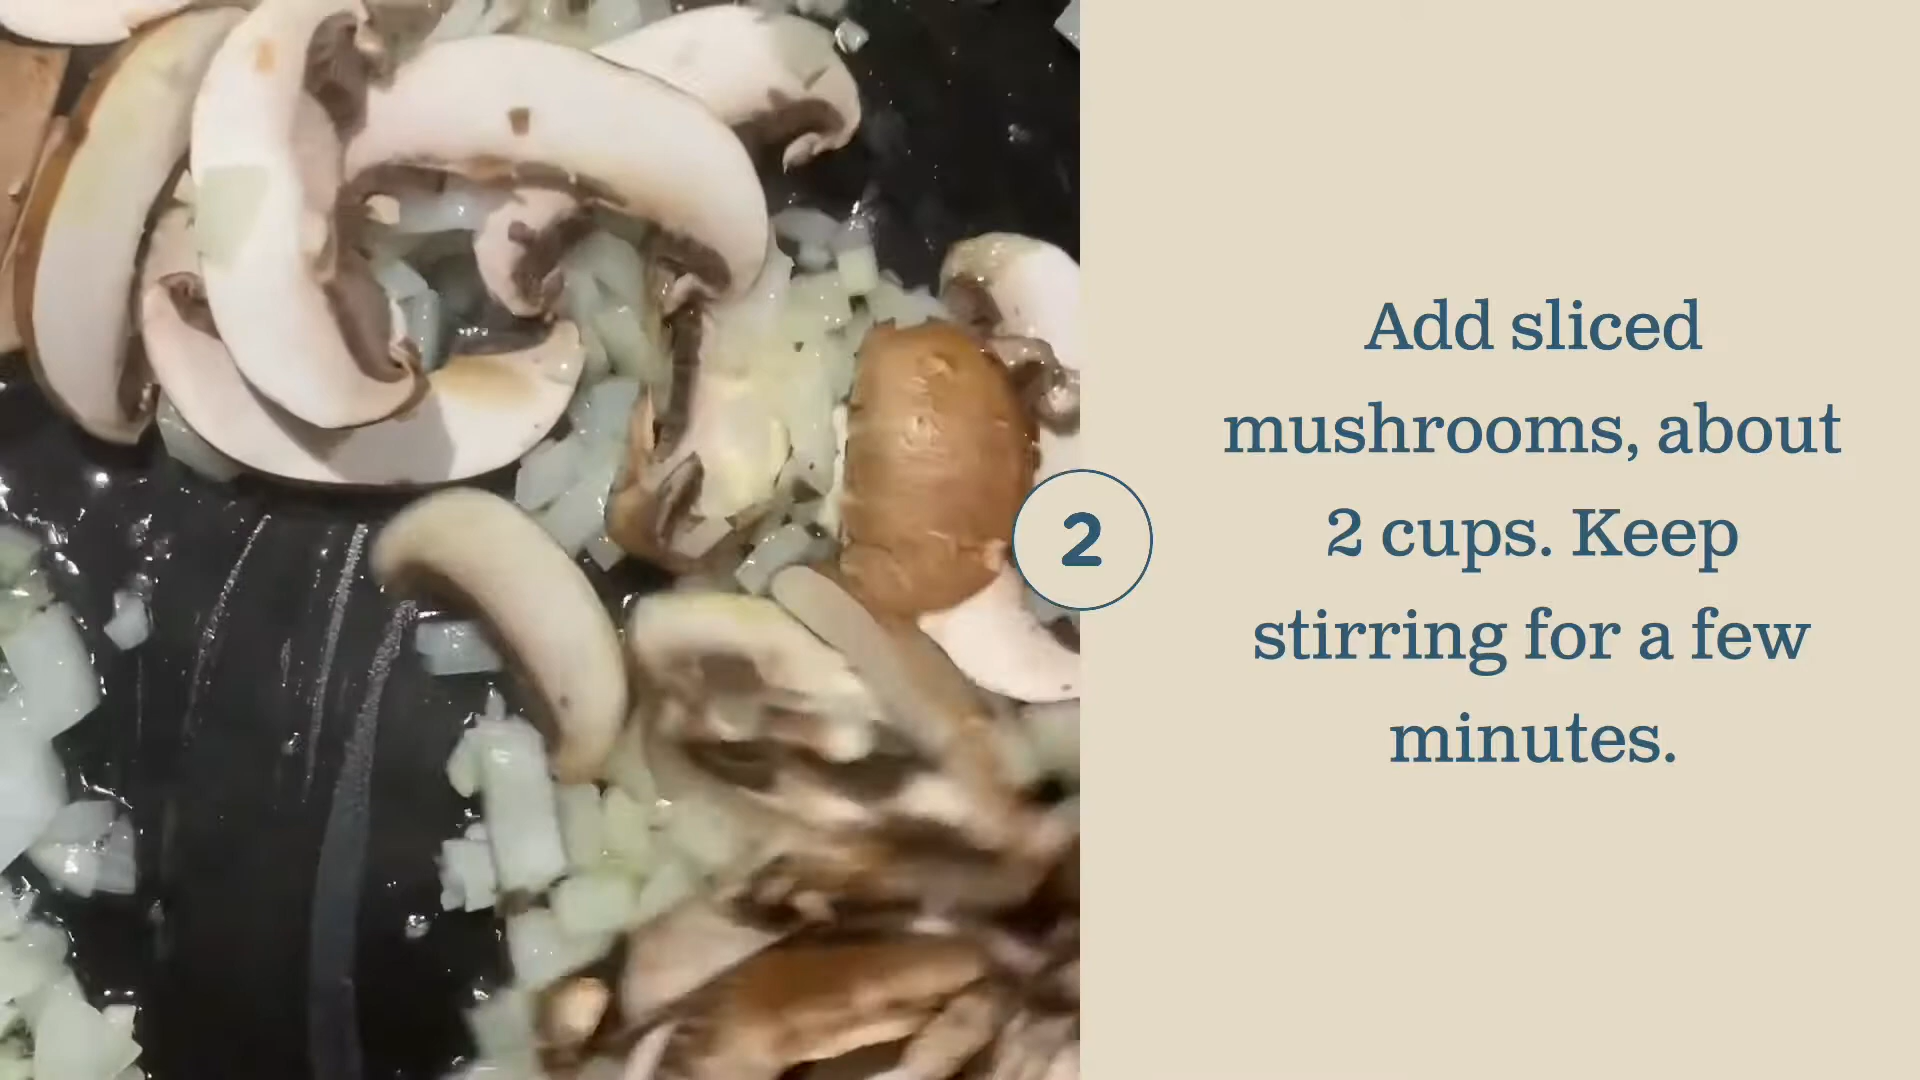 Add sliced
mushrooms, about
2 cups. Keep
stirring for a few
minutes.
2